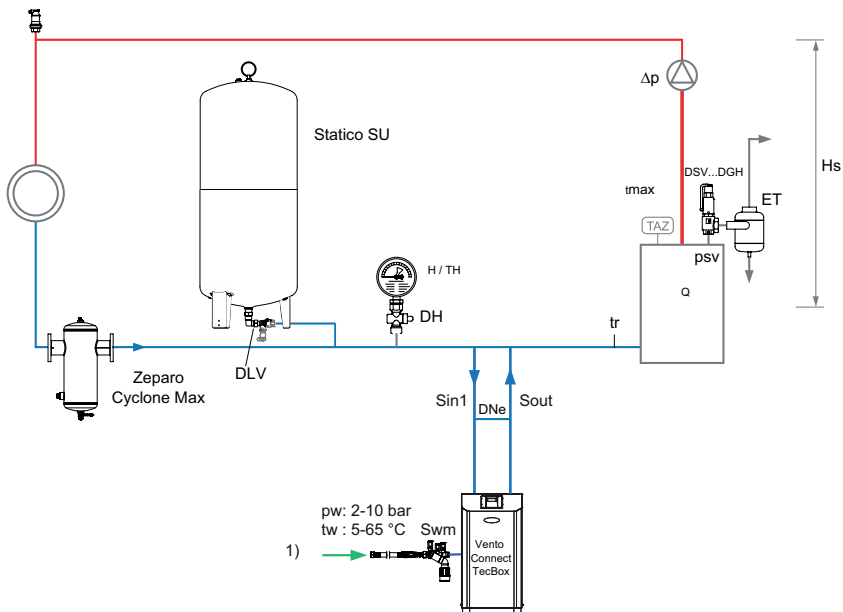 Δp
Statico SU
Hs
DSV...DGH
tmax
ET
TAZ
psv
H / TH
Q
DH
tr
DLV
Zeparo
Cyclone Max
Sin1
DNe
Sout
pw: 2-10 bar
tw : 5-65 °C
Swm
1)
Vento
Connect
TecBox